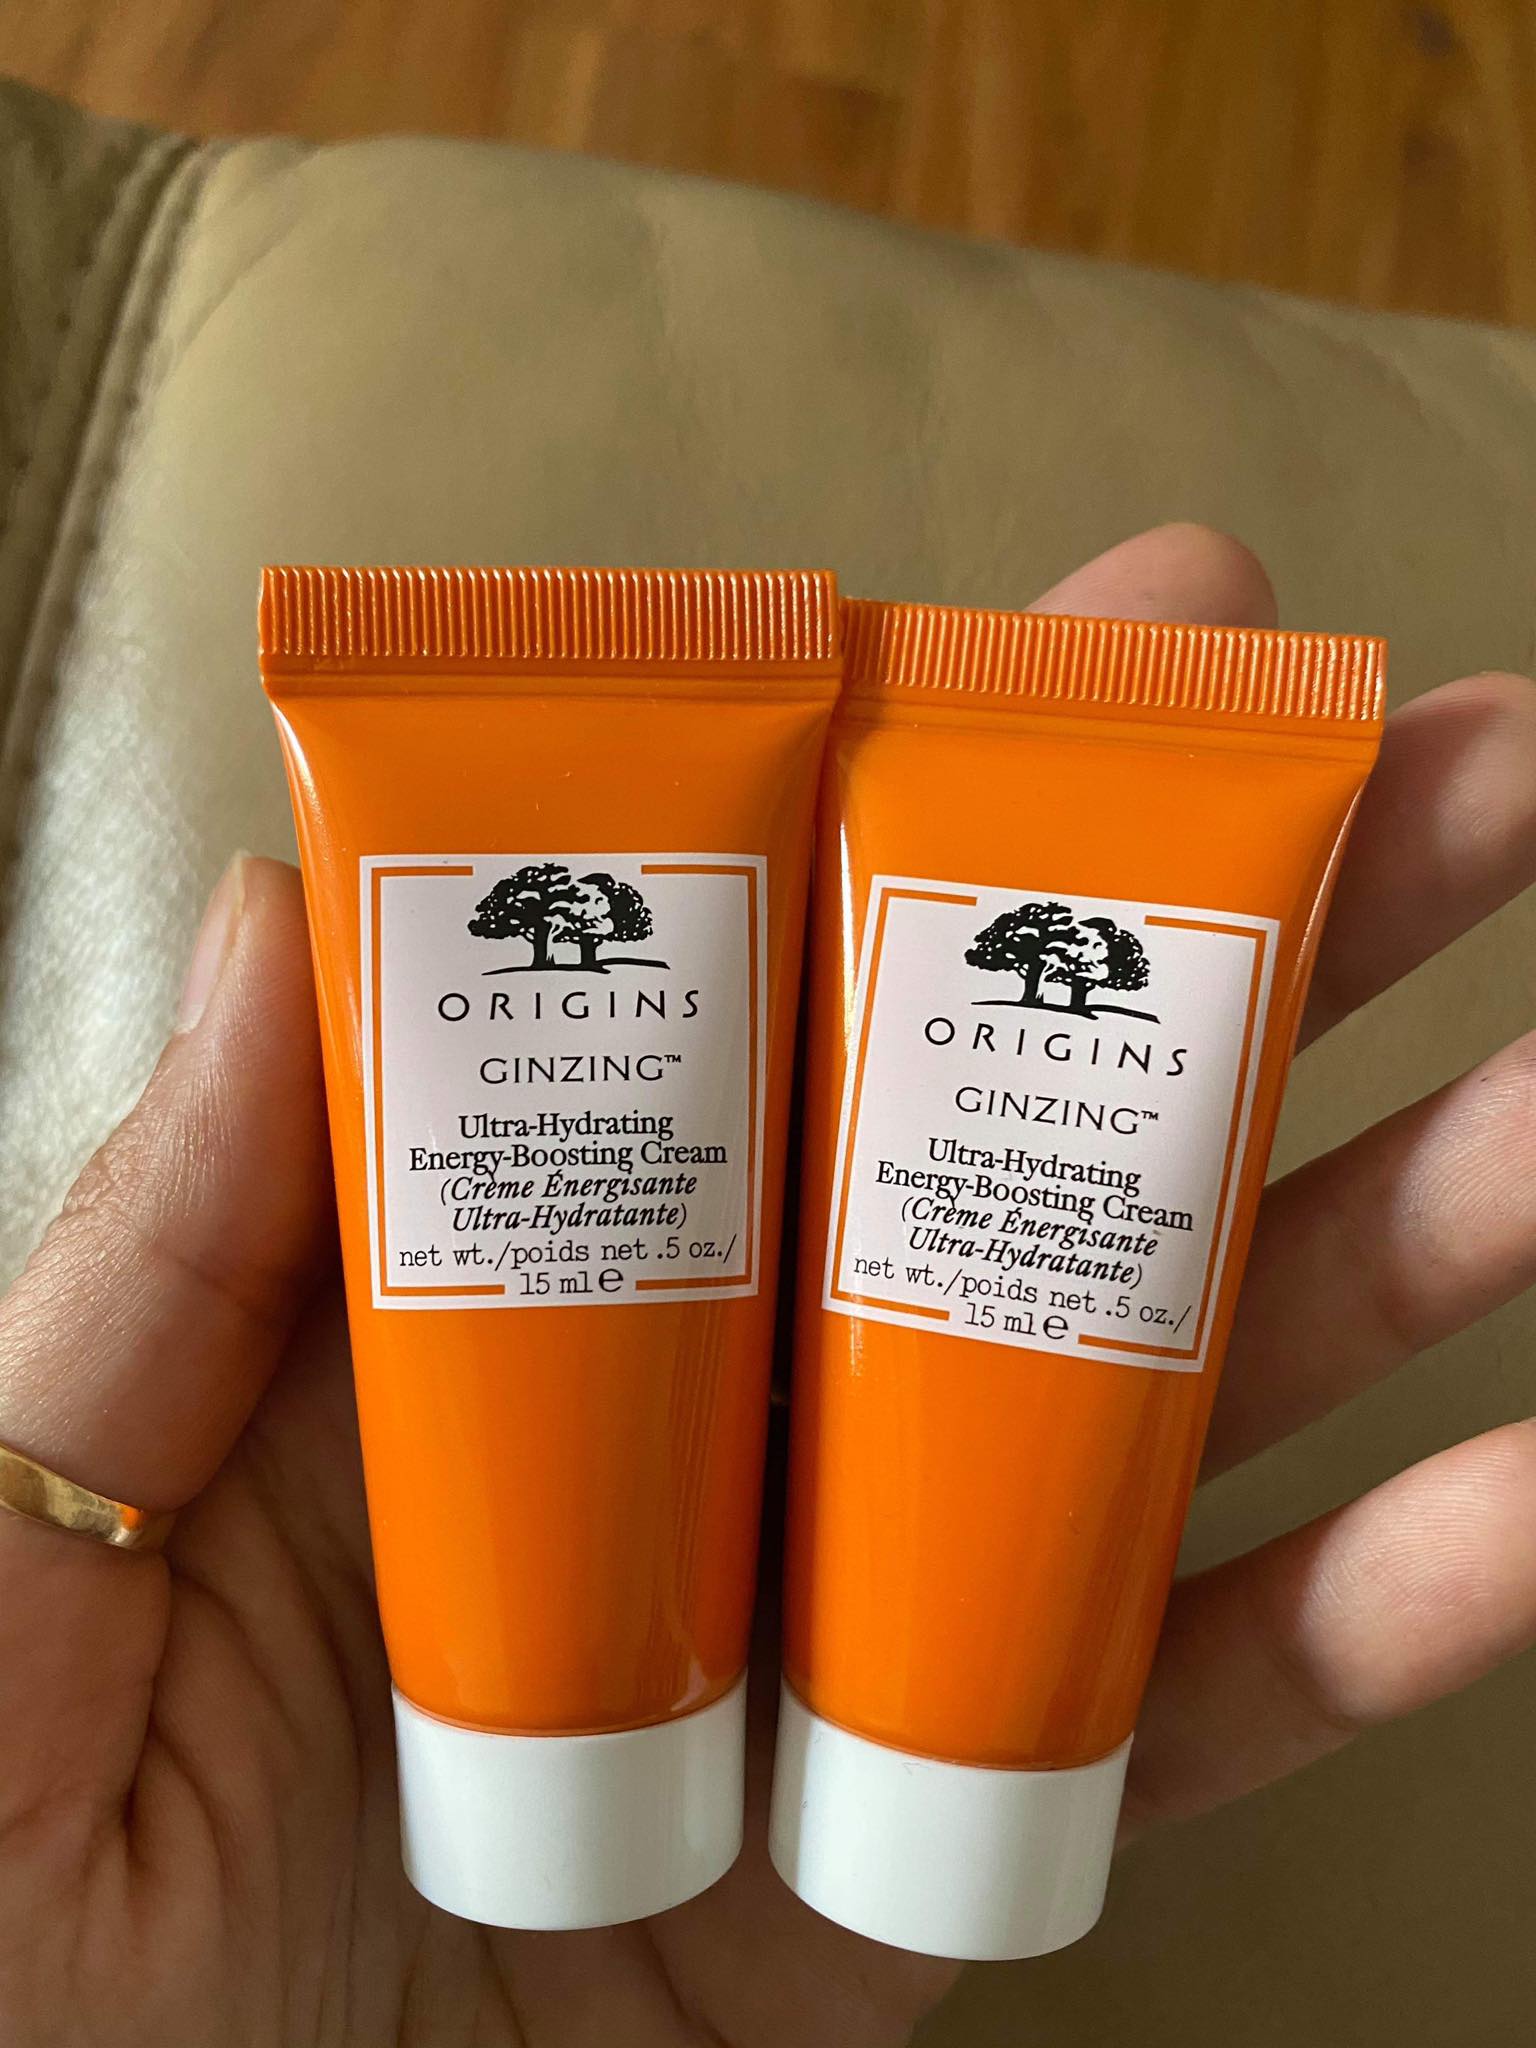 ORIGINS
GINZING™
Ultra-Hydrating
Energy-Boosting Cream
(Crème Énergisante
Ultra-Hydratante)
net wt./poids net .5 oz./
15 ml ℮
ORIGINS
GINZING™
Ultra-Hydrating
Energy-Boosting Cream
(Crème Énergisante
Ultra-Hydratante)
net wt./poids net .5 oz./
15 ml ℮